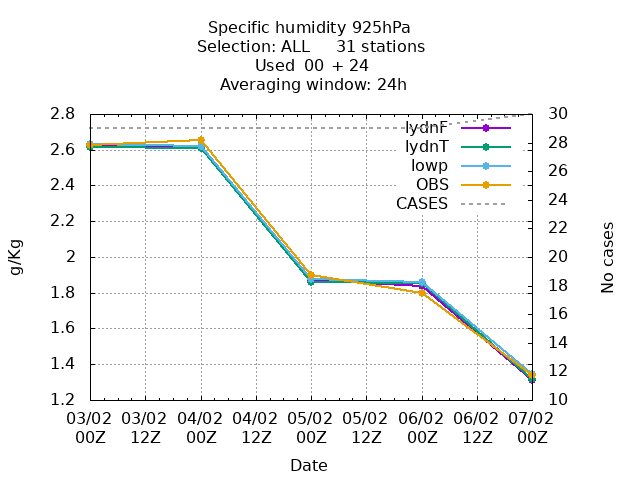 Specific humidity 925hPa
Selection: ALL     31 stations
Used  00 + 24
Averaging window: 24h
2.8
2.6
2.4
2.2
2
1.8
1.6
1.4
1.2
30
28
26
24
22
20
18
16
14
12
10
g/Kg
No cases
lydnF
lydnT
lowp
OBS
CASES
03/02 03/02 04/02 04/02 05/02 05/02 06/02 06/02 07/02
00Z 12Z 00Z 12Z 00Z 12Z 00Z 12Z 00Z
Date